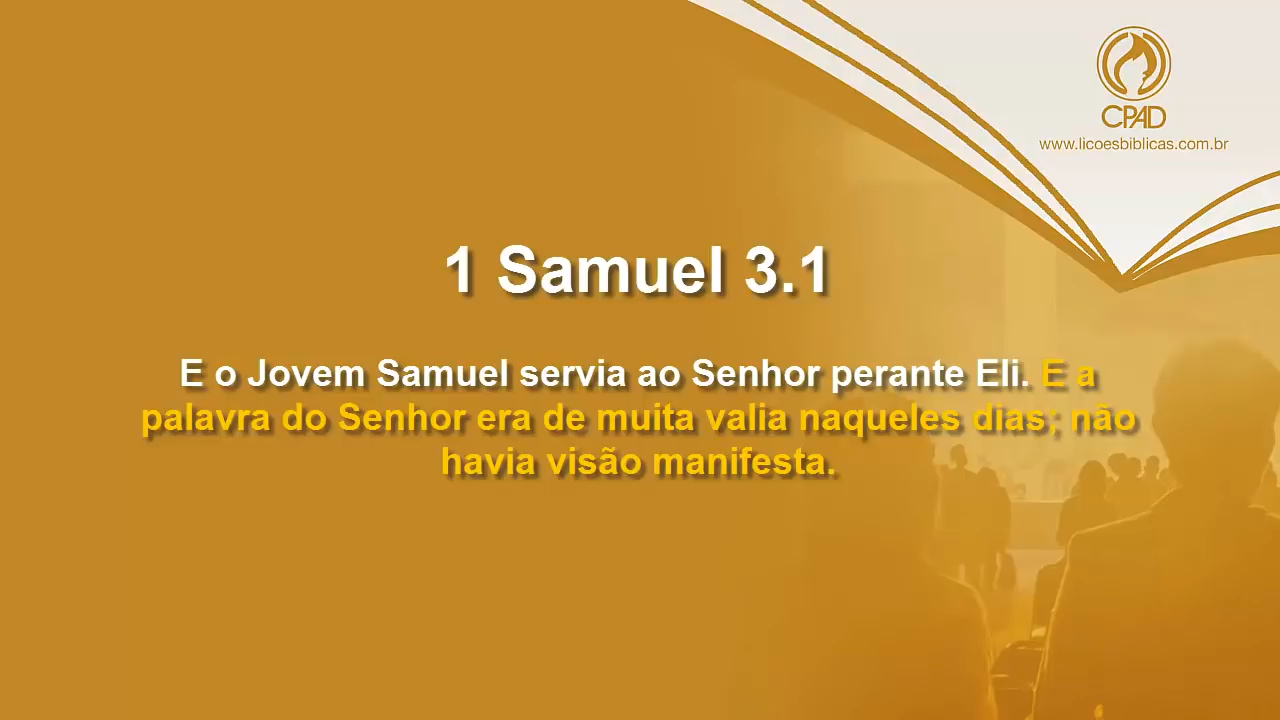 CPAD
www.licoesbiblicas.com.br
1 Samuel 3.1
E o Jovem Samuel servia ao Senhor perante Eli. E a
palavra do Senhor era de muita valia naqueles dias; não
havia visão manifesta.